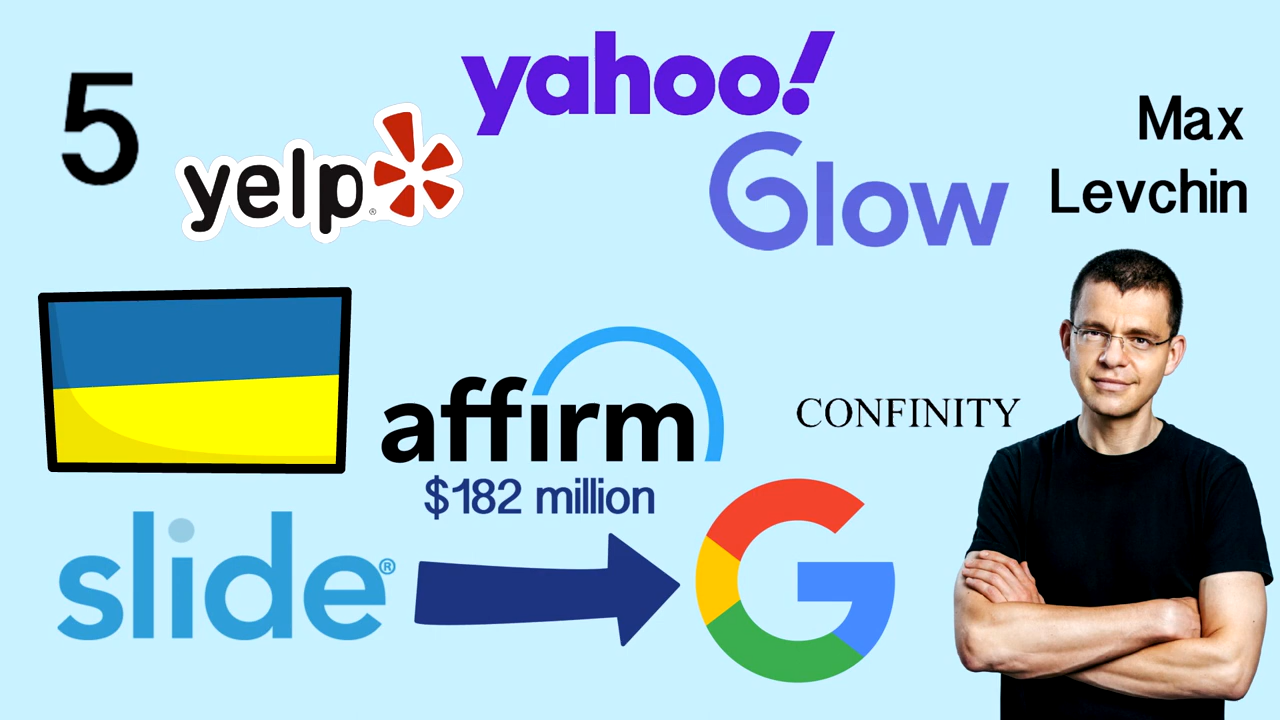 5
yahoo!
yelp
®
Glow
Max
Levchin
affirm
CONFINITY
$182 million
slide®
G